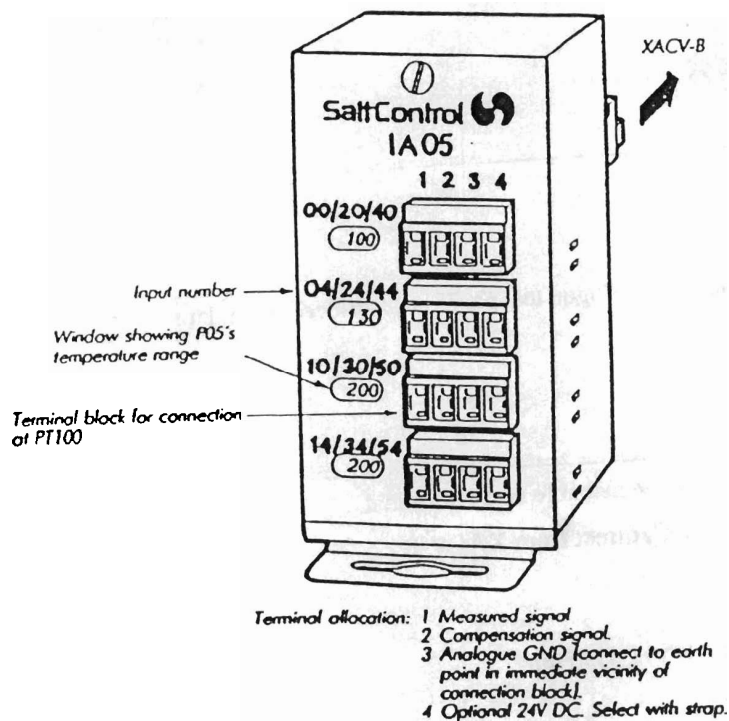 XACV-B
SattControl
IA05
1 2 3 4
00/20/40
100
Input number
04/24/44
130
Window showing P05's
temperature range
10/30/50
200
Terminal block for connection
of PT100
14/34/54
200
Terminal allocation: 1 Measured signal
2 Compensation signal.
3 Analogue GND (connect to earth
point in immediate vicinity of
connection block).
4 Optional 24V DC. Select with strap.